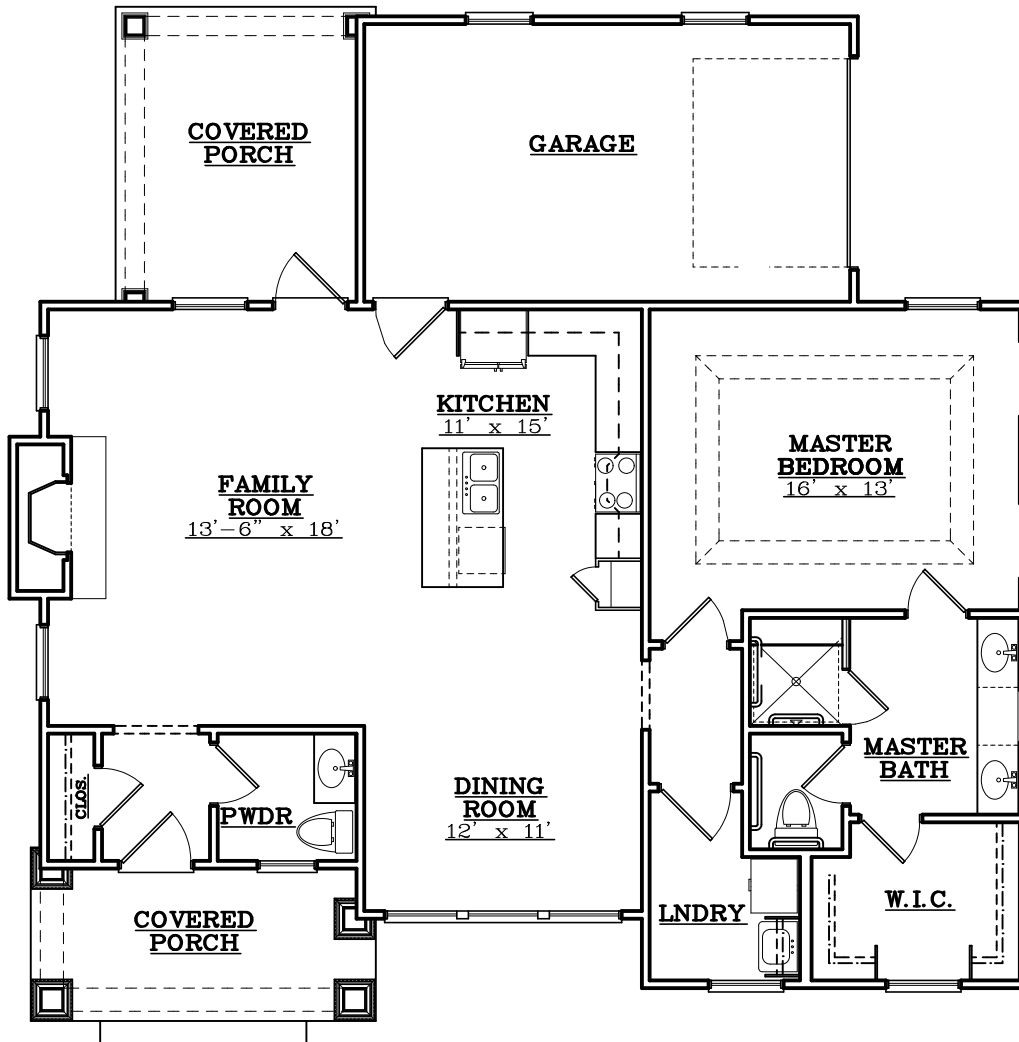 COVERED
PORCH
GARAGE
KITCHEN
11' x 15'
MASTER
BEDROOM
16' x 13'
FAMILY
ROOM
13'-6" x 18'
MASTER
BATH
CLOS.
PWDR
DINING
ROOM
12' x 11'
COVERED
PORCH
LNDRY
W.I.C.